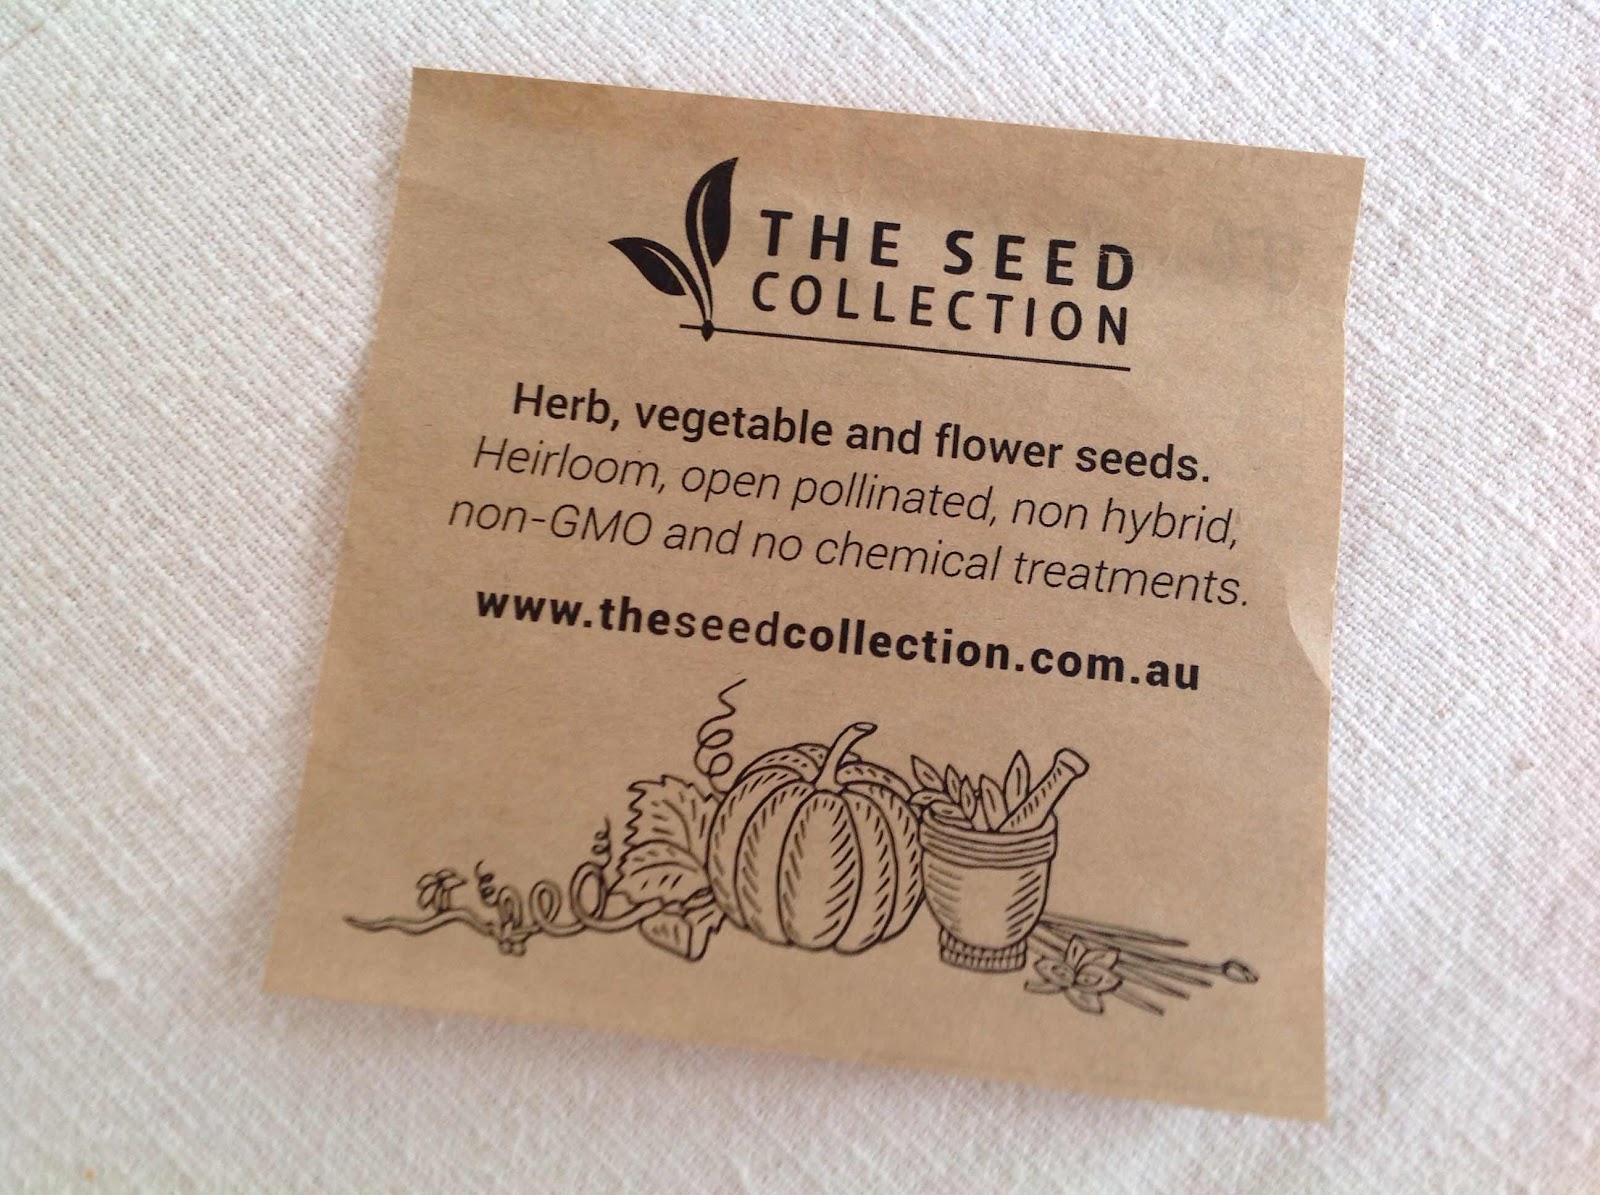 THE SEED
COLLECTION
Herb, vegetable and flower seeds.
Heirloom, open pollinated, non hybrid,
non-GMO and no chemical treatments.
www.theseedcollection.com.au